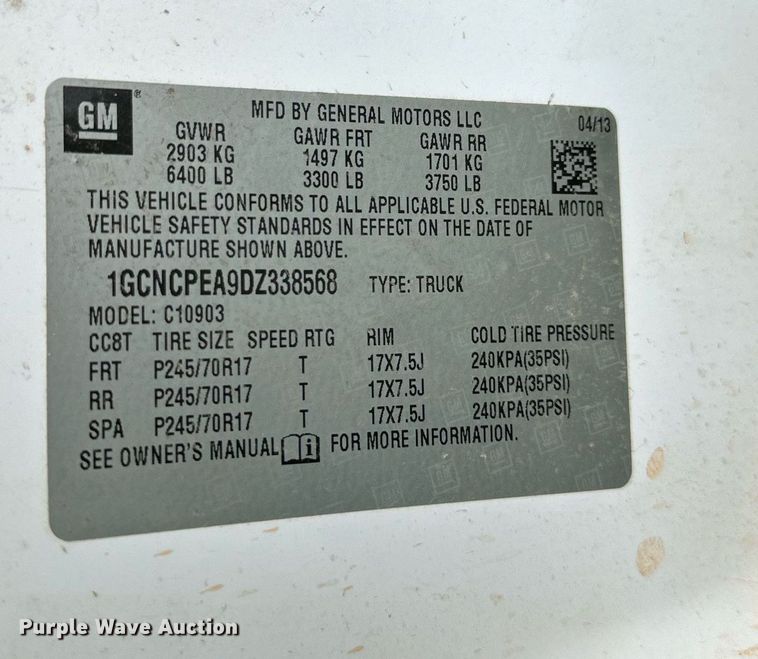 GM®
MFD BY GENERAL MOTORS LLC 04/13
GVWR GAWR FRT GAWR RR
2903 KG 1497 KG 1701 KG
6400 LB 3300 LB 3750 LB
THIS VEHICLE CONFORMS TO ALL APPLICABLE U.S. FEDERAL MOTOR
VEHICLE SAFETY STANDARDS IN EFFECT ON THE DATE OF
MANUFACTURE SHOWN ABOVE.
1GCNCPEA9DZ338568 TYPE: TRUCK
MODEL: C10903
CC8T TIRE SIZE SPEED RTG RIM COLD TIRE PRESSURE
FRT P245/70R17 T 17X7.5J 240KPA(35PSI)
RR P245/70R17 T 17X7.5J 240KPA(35PSI)
SPA P245/70R17 T 17X7.5J 240KPA(35PSI)
SEE OWNER'S MANUAL i FOR MORE INFORMATION.
Purple Wave Auction